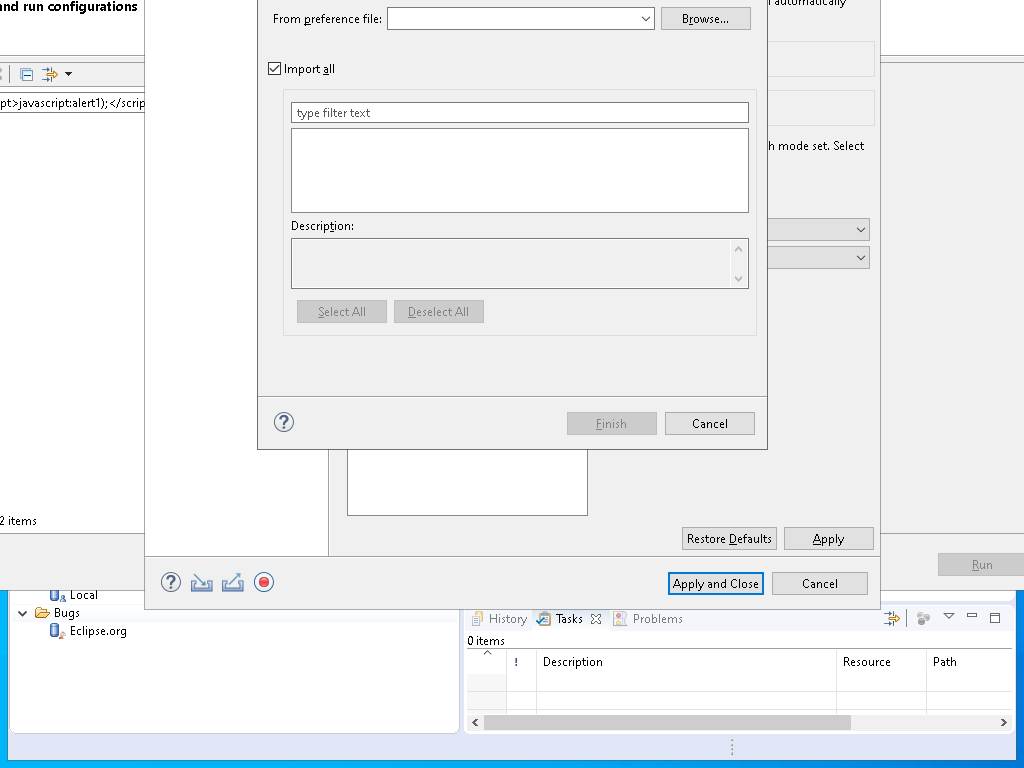 and run configurations
automatically
From preference file:
Browse...
Import all
pt>javascript:alert1);</scrip
type filter text
h mode set. Select
Description:
Select All
Deselect All
Finish
Cancel
2 items
Restore Defaults
Apply
Run
Apply and Close
Cancel
Local
Bugs
Eclipse.org
History
Tasks
Problems
0 items
!
Description
Resource
Path